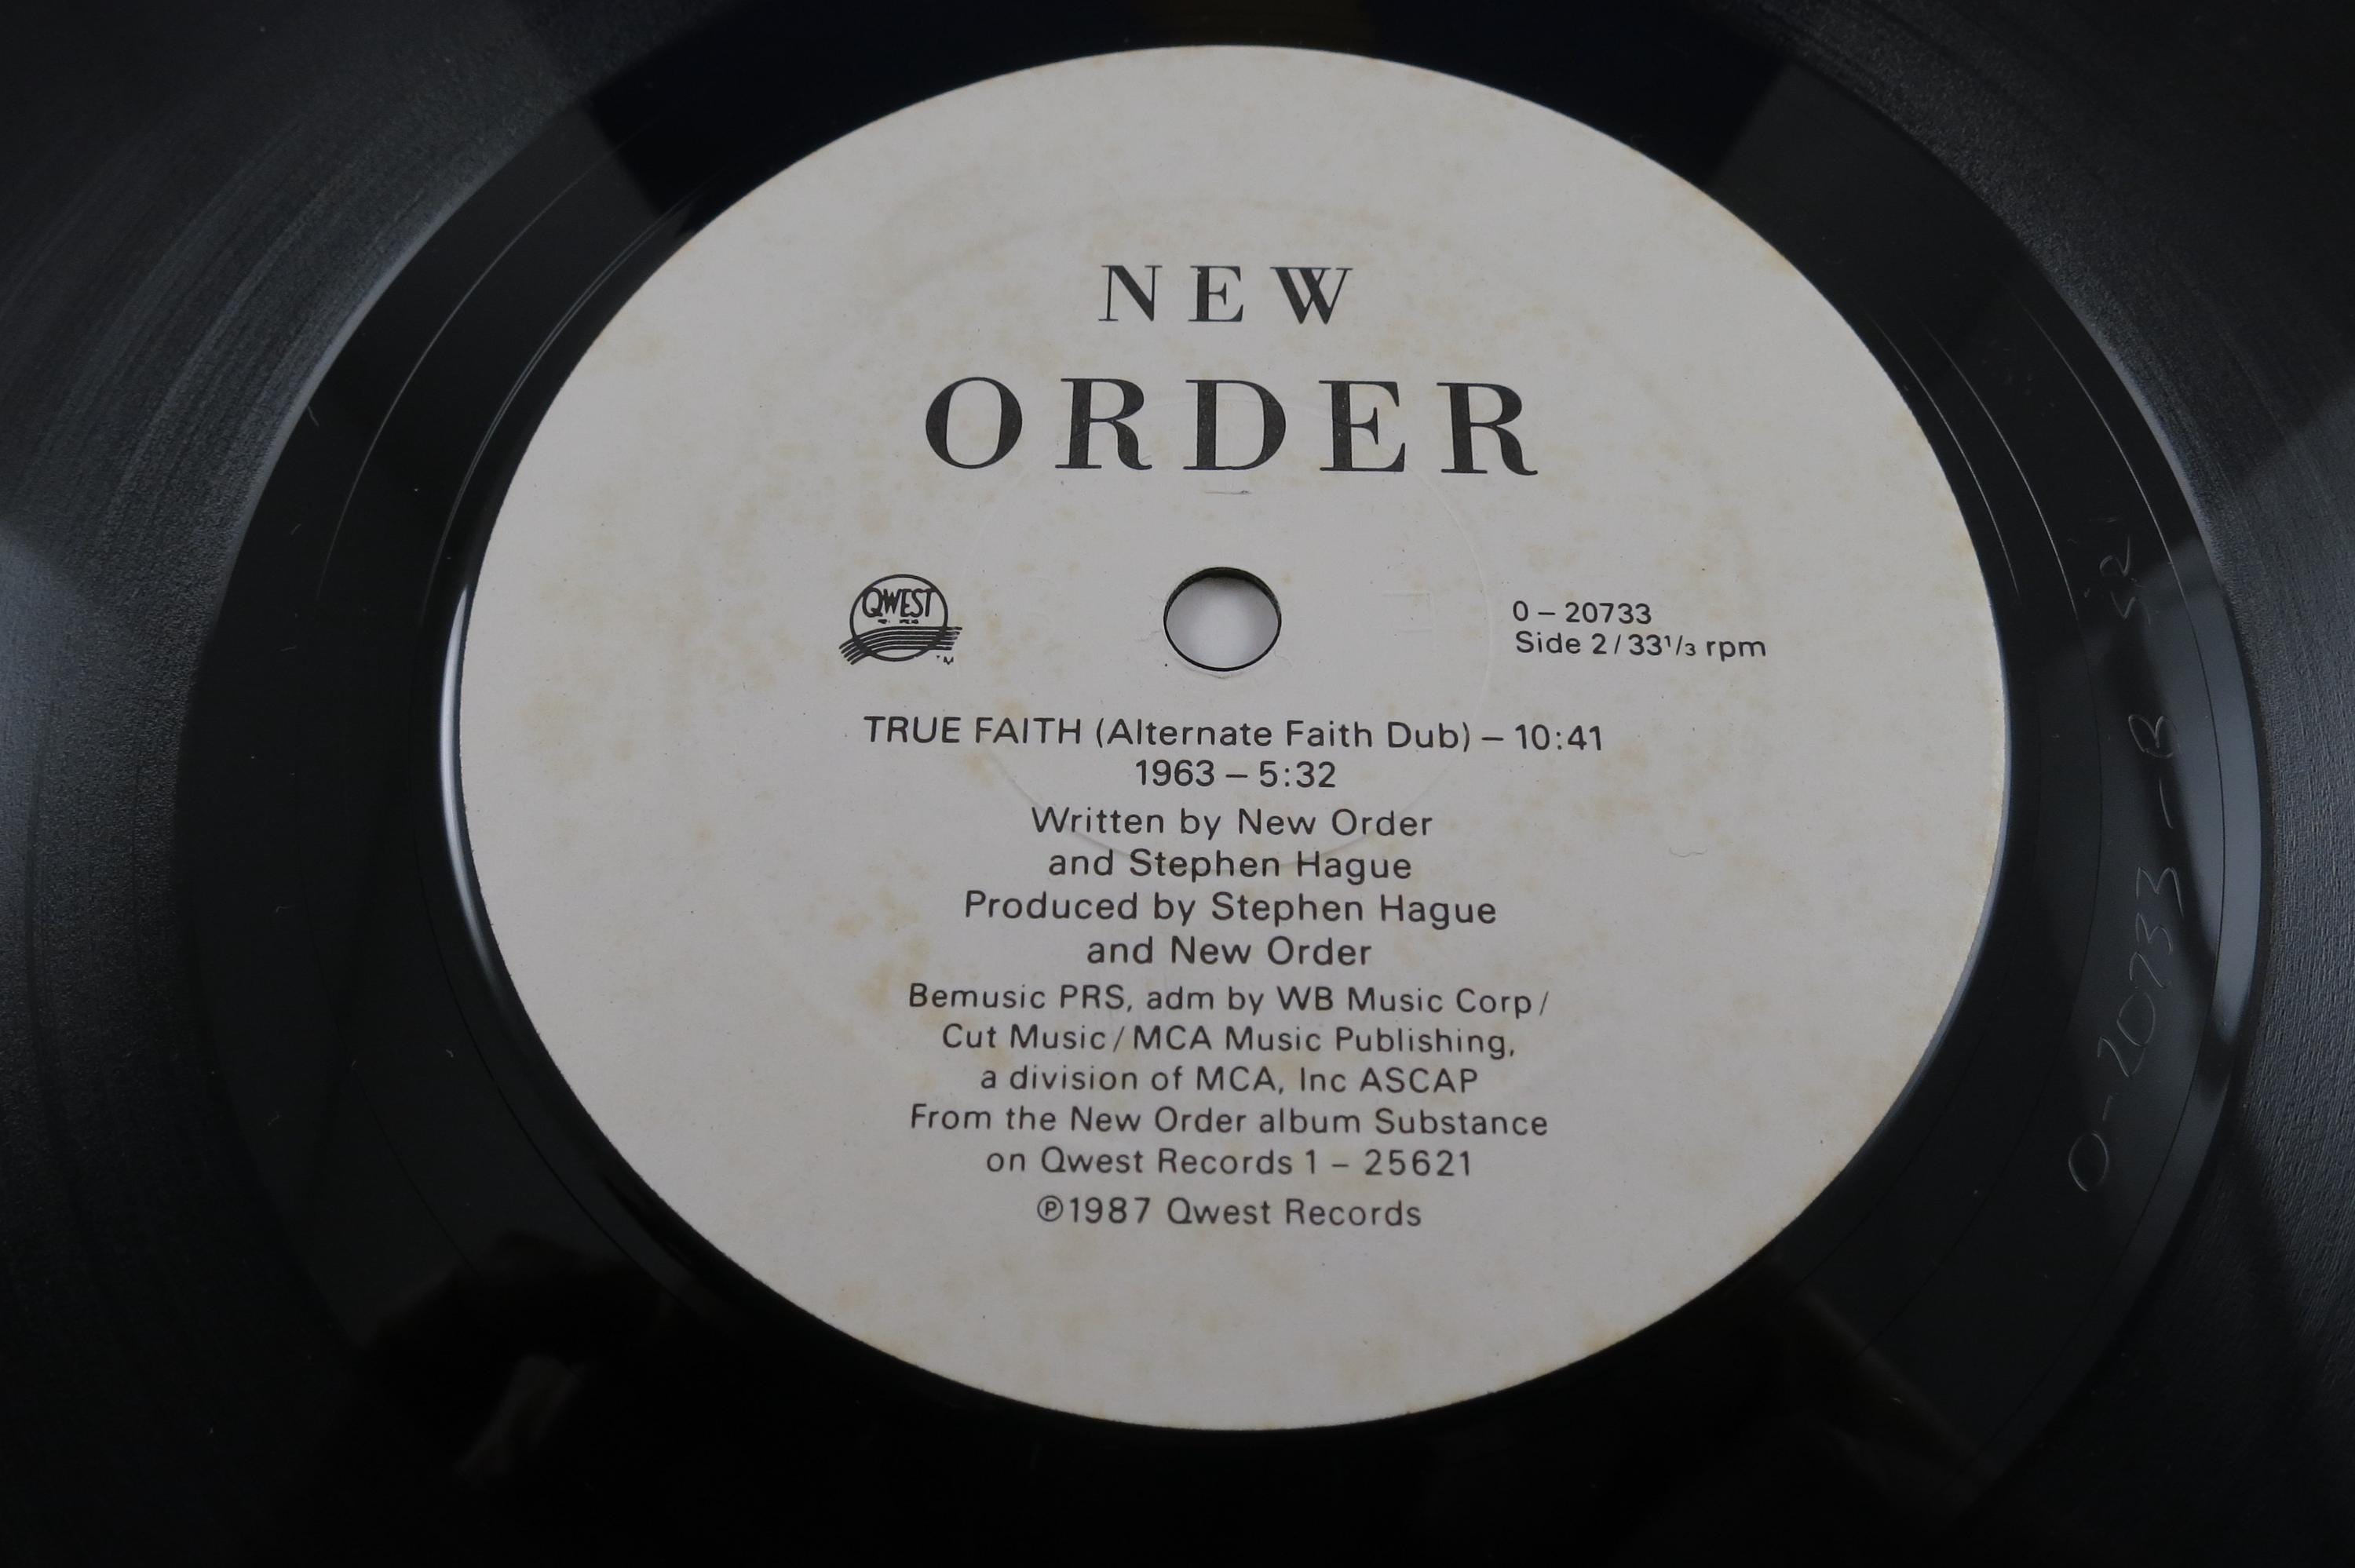 NEW
ORDER
QWEST
0 – 20733
Side 2 / 33¹/₃ rpm
TRUE FAITH (Alternate Faith Dub) – 10:41
1963 – 5:32
Written by New Order
and Stephen Hague
Produced by Stephen Hague
and New Order
Bemusic PRS, adm by WB Music Corp /
Cut Music / MCA Music Publishing,
a division of MCA, Inc ASCAP
From the New Order album Substance
on Qwest Records 1 – 25621
℗1987 Qwest Records